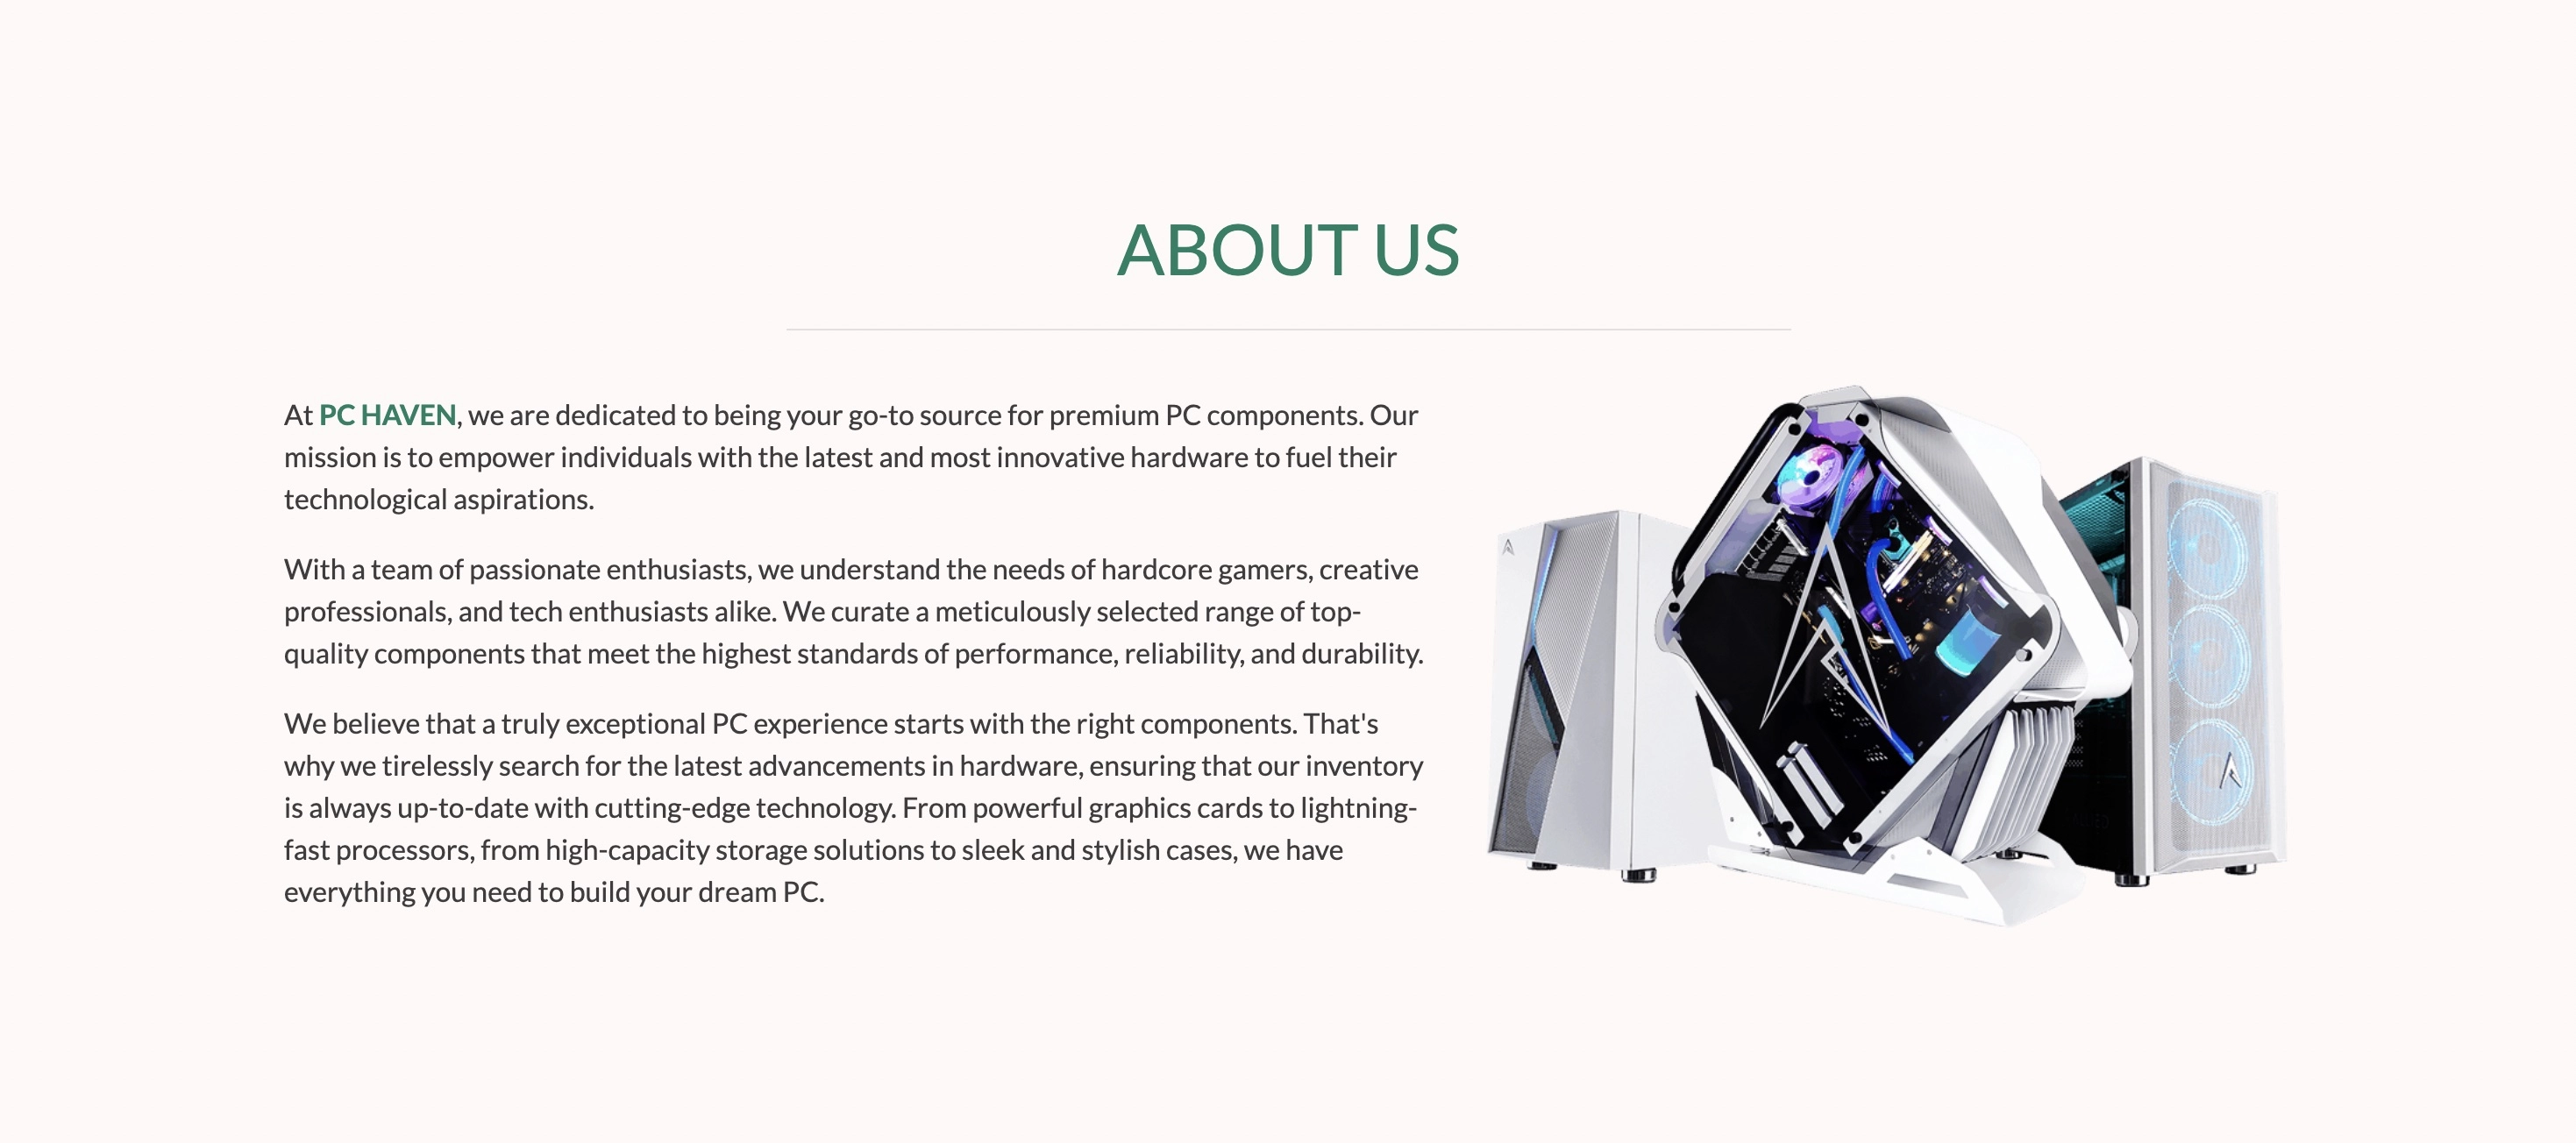 ABOUT US
At PC HAVEN, we are dedicated to being your go-to source for premium PC components. Our
mission is to empower individuals with the latest and most innovative hardware to fuel their
technological aspirations.
With a team of passionate enthusiasts, we understand the needs of hardcore gamers, creative
professionals, and tech enthusiasts alike. We curate a meticulously selected range of top-
quality components that meet the highest standards of performance, reliability, and durability.
We believe that a truly exceptional PC experience starts with the right components. That's
why we tirelessly search for the latest advancements in hardware, ensuring that our inventory
is always up-to-date with cutting-edge technology. From powerful graphics cards to lightning-
fast processors, from high-capacity storage solutions to sleek and stylish cases, we have
everything you need to build your dream PC.